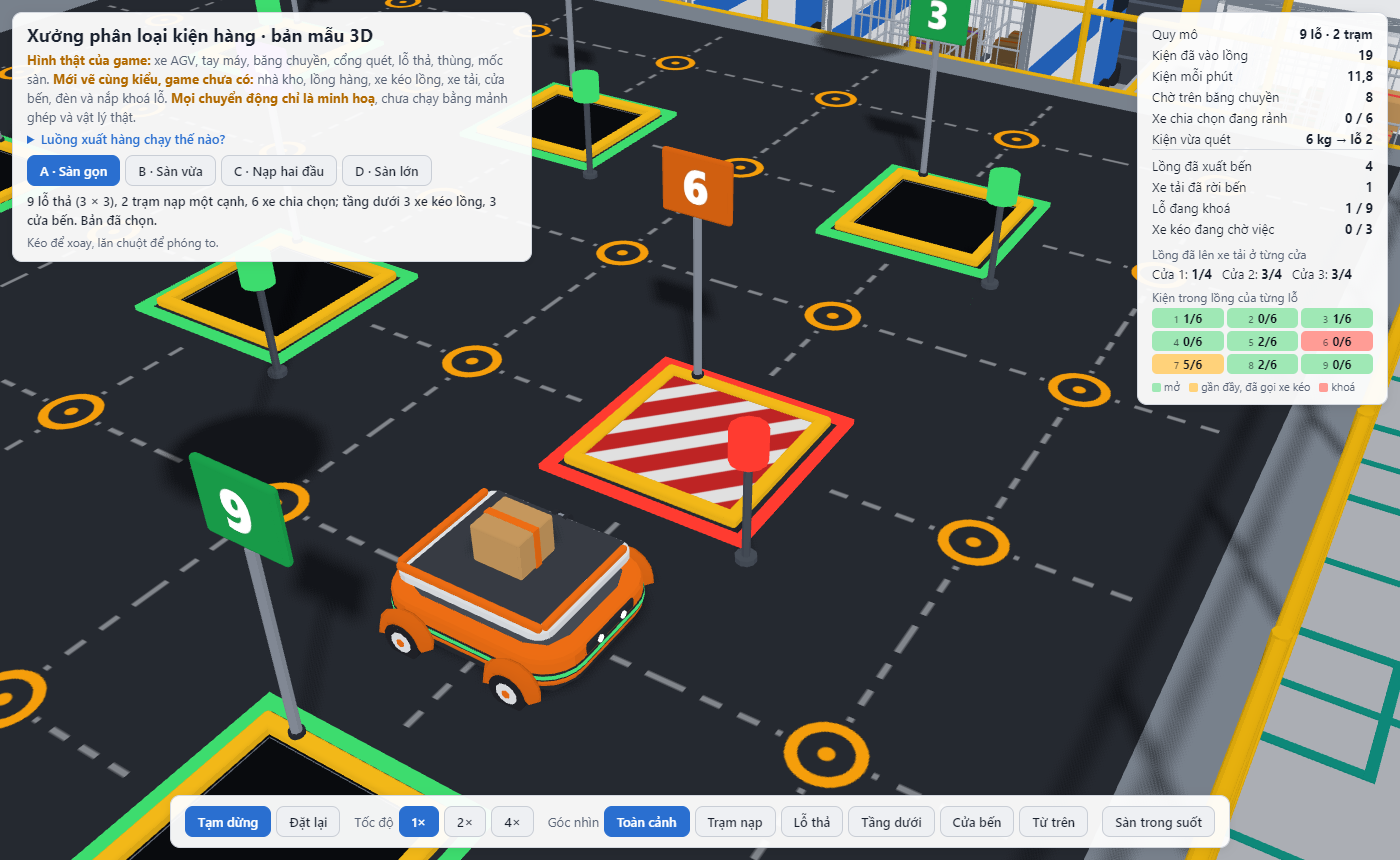 Xưởng phân loại kiện hàng · bản mẫu 3D
Hình thật của game: xe AGV, tay máy, băng chuyền, cổng quét, lỗ thả, thùng, mốc
sàn. Mới vẽ cùng kiểu, game chưa có: nhà kho, lồng hàng, xe kéo lồng, xe tải, cửa
bến, đèn và nắp khoá lỗ. Mọi chuyển động chỉ là minh hoạ, chưa chạy bằng mảnh
ghép và vật lý thật.
▶ Luồng xuất hàng chạy thế nào?
A · Sàn gọn
B · Sàn vừa
C · Nạp hai đầu
D · Sàn lớn
9 lỗ thả (3 × 3), 2 trạm nạp một cạnh, 6 xe chia chọn; tầng dưới 3 xe kéo lồng, 3
cửa bến. Bản đã chọn.
Kéo để xoay, lăn chuột để phóng to.
3
6
9
Quy mô 9 lỗ · 2 trạm
Kiện đã vào lồng 19
Kiện mỗi phút 11,8
Chờ trên băng chuyền 8
Xe chia chọn đang rảnh 0 / 6
Kiện vừa quét 6 kg → lỗ 2
Lồng đã xuất bến 4
Xe tải đã rời bến 1
Lỗ đang khoá 1 / 9
Xe kéo đang chờ việc 0 / 3
Lồng đã lên xe tải ở từng cửa
Cửa 1: 1/4 Cửa 2: 3/4 Cửa 3: 3/4
Kiện trong lồng của từng lỗ
1 1/6 2 0/6 3 1/6
4 0/6 5 2/6 6 0/6
7 5/6 8 2/6 9 0/6
mở gần đầy, đã gọi xe kéo khoá
Tạm dừng Đặt lại Tốc độ 1× 2× 4× Góc nhìn Toàn cảnh Trạm nạp Lỗ thả Tầng dưới Cửa bến Từ trên Sàn trong suốt